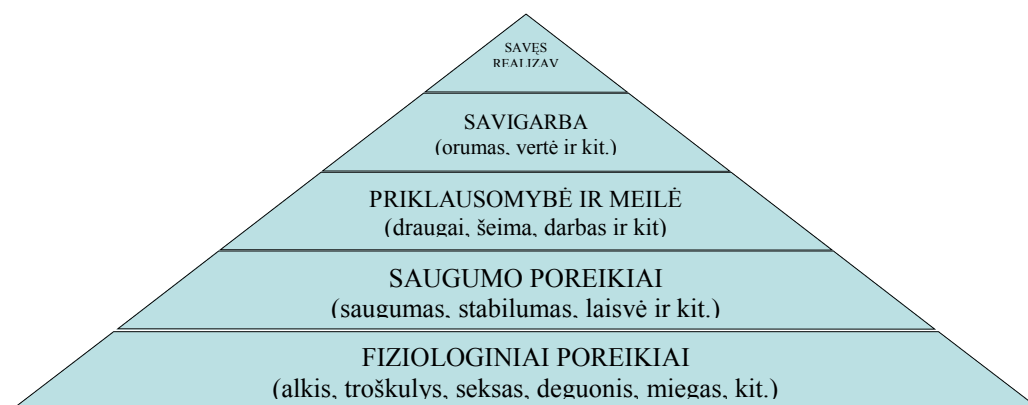 SAVĘS
REALIZAV
SAVIGARBA
(orumas, vertė ir kit.)
PRIKLAUSOMYBĖ IR MEILĖ
(draugai, šeima, darbas ir kit)
SAUGUMO POREIKIAI
(saugumas, stabilumas, laisvė ir kit.)
FIZIOLOGINIAI POREIKIAI
(alkis, troškulys, seksas, deguonis, miegas, kit.)